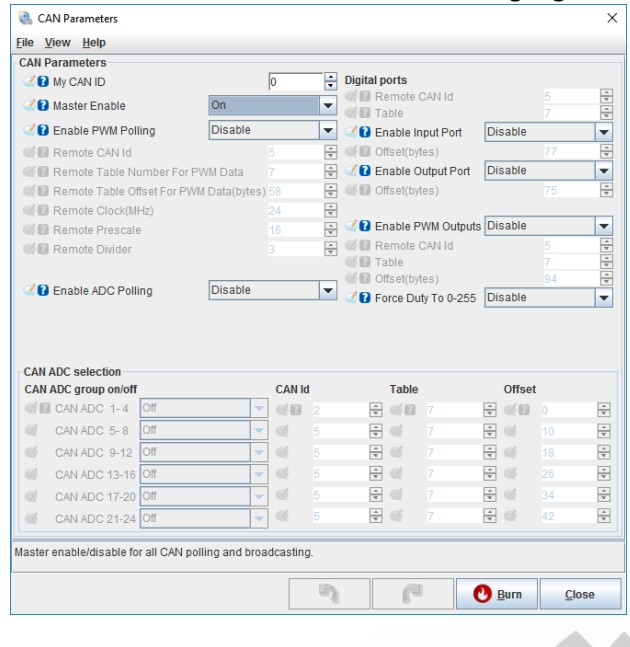 CAN Parameters
File View Help
CAN Parameters
My CAN ID 0
Master Enable On
Enable PWM Polling Disable
Remote CAN Id 5
Remote Table Number For PWM Data 7
Remote Table Offset For PWM Data(bytes) 58
Remote Clock(MHz) 24
Remote Prescale 16
Remote Divider 3
Enable ADC Polling Disable
Digital ports
Remote CAN Id 5
Table 7
Enable Input Port Disable
Offset(bytes) 77
Enable Output Port Disable
Offset(bytes) 75
Enable PWM Outputs Disable
Remote CAN Id 5
Table 7
Offset(bytes) 94
Force Duty To 0-255 Disable
CAN ADC selection
CAN ADC group on/off CAN Id Table Offset
CAN ADC 1- 4 Off 2 7 0
CAN ADC 5- 8 Off 5 7 10
CAN ADC 9-12 Off 5 7 18
CAN ADC 13-16 Off 5 7 26
CAN ADC 17-20 Off 5 7 34
CAN ADC 21-24 Off 5 7 42
Master enable/disable for all CAN polling and broadcasting.
Burn Close